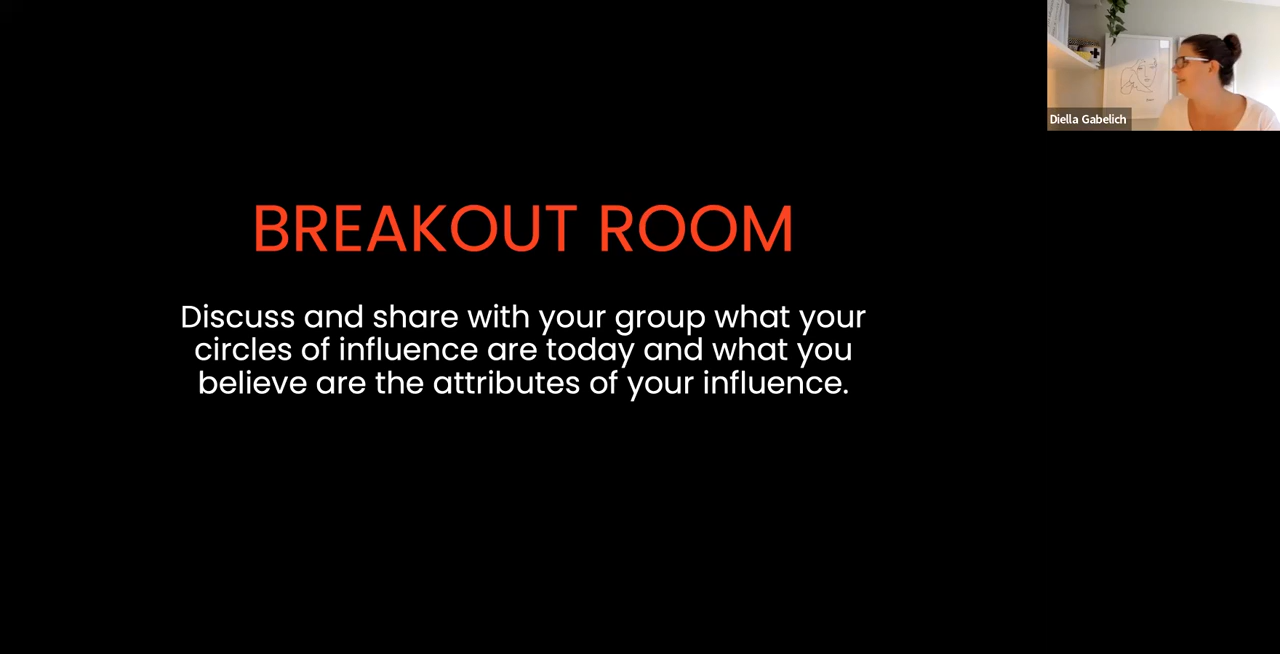 Diella Gabelich
BREAKOUT ROOM
Discuss and share with your group what your
circles of influence are today and what you
believe are the attributes of your influence.